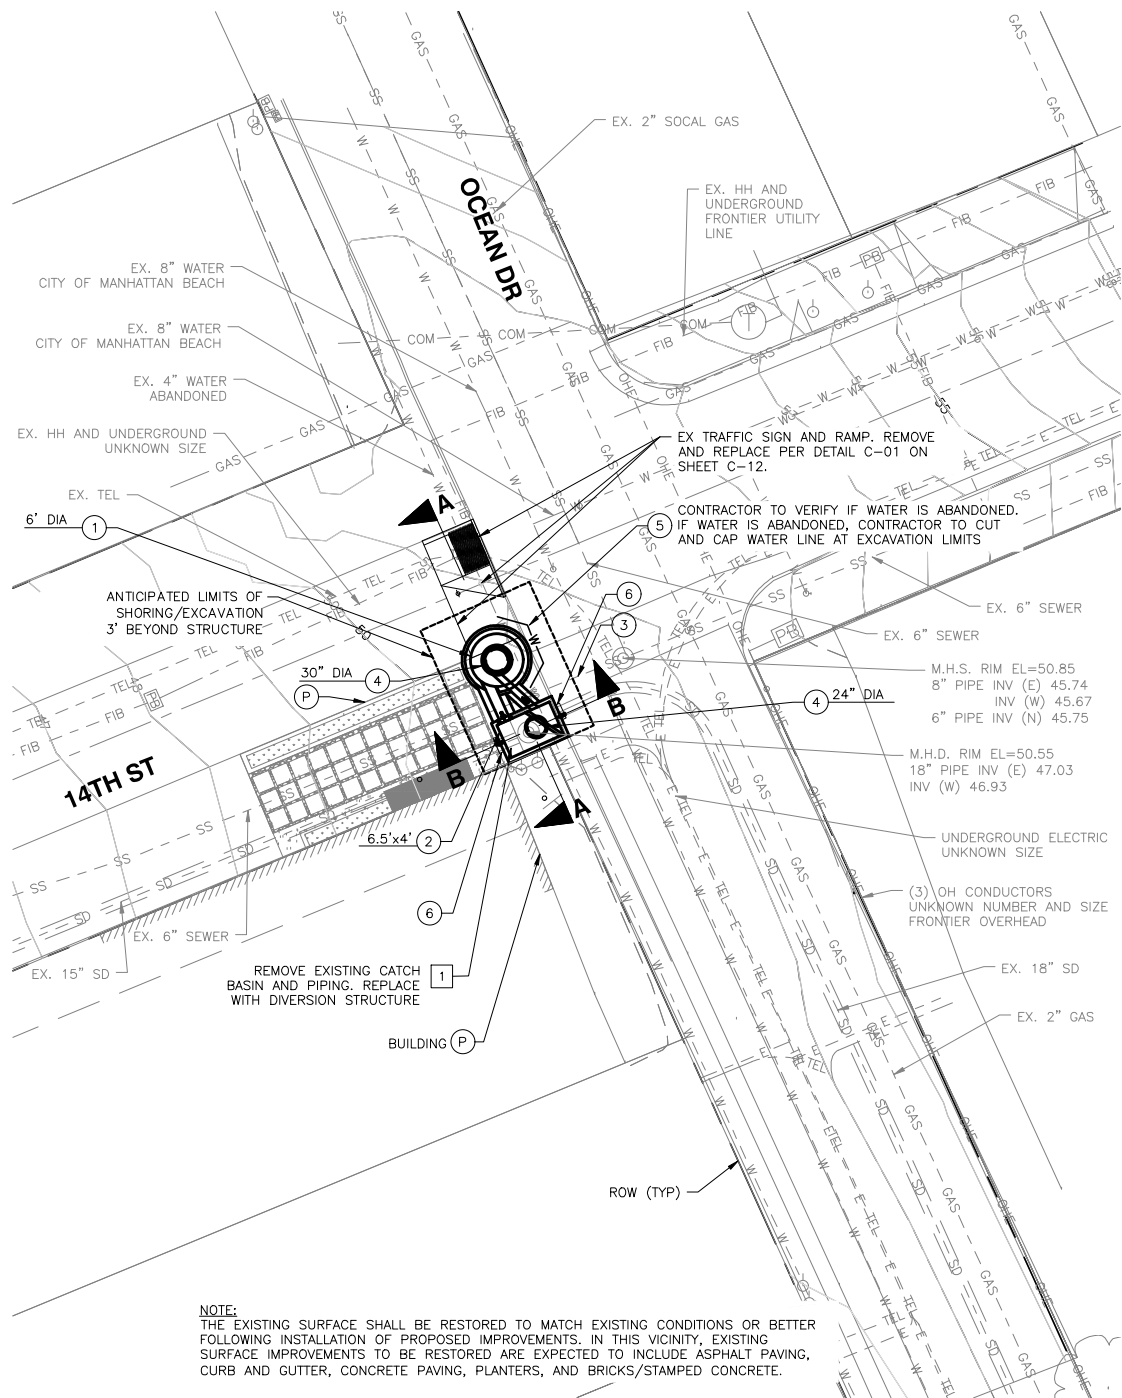 EX. 2" SOCAL GAS
OCEAN DR
EX. HH AND
UNDERGROUND
FRONTIER UTILITY
LINE
EX. 8" WATER
CITY OF MANHATTAN BEACH
EX. 8" WATER
CITY OF MANHATTAN BEACH
EX. 4" WATER
ABANDONED
EX. HH AND UNDERGROUND
UNKNOWN SIZE
EX. TEL
6' DIA 1
EX TRAFFIC SIGN AND RAMP. REMOVE
AND REPLACE PER DETAIL C-01 ON
SHEET C-12.
5 CONTRACTOR TO VERIFY IF WATER IS ABANDONED.
IF WATER IS ABANDONED, CONTRACTOR TO CUT
AND CAP WATER LINE AT EXCAVATION LIMITS
A
55
ANTICIPATED LIMITS OF
SHORING/EXCAVATION
3' BEYOND STRUCTURE
50
6
3
EX. 6" SEWER
EX. 6" SEWER
30" DIA 4
P
M.H.S. RIM EL=50.85
8" PIPE INV (E) 45.74
INV (W) 45.67
6" PIPE INV (N) 45.75
4 24" DIA
B
B
14TH ST
M.H.D. RIM EL=50.55
18" PIPE INV (E) 47.03
INV (W) 46.93
A
6.5'x4' 2
UNDERGROUND ELECTRIC
UNKNOWN SIZE
(3) OH CONDUCTORS
UNKNOWN NUMBER AND SIZE
FRONTIER OVERHEAD
6
EX. 6" SEWER
EX. 15" SD
REMOVE EXISTING CATCH
BASIN AND PIPING. REPLACE
WITH DIVERSION STRUCTURE
1
EX. 18" SD
EX. 2" GAS
BUILDING P
ROW (TYP)
NOTE:
THE EXISTING SURFACE SHALL BE RESTORED TO MATCH EXISTING CONDITIONS OR BETTER
FOLLOWING INSTALLATION OF PROPOSED IMPROVEMENTS. IN THIS VICINITY, EXISTING
SURFACE IMPROVEMENTS TO BE RESTORED ARE EXPECTED TO INCLUDE ASPHALT PAVING,
CURB AND GUTTER, CONCRETE PAVING, PLANTERS, AND BRICKS/STAMPED CONCRETE.